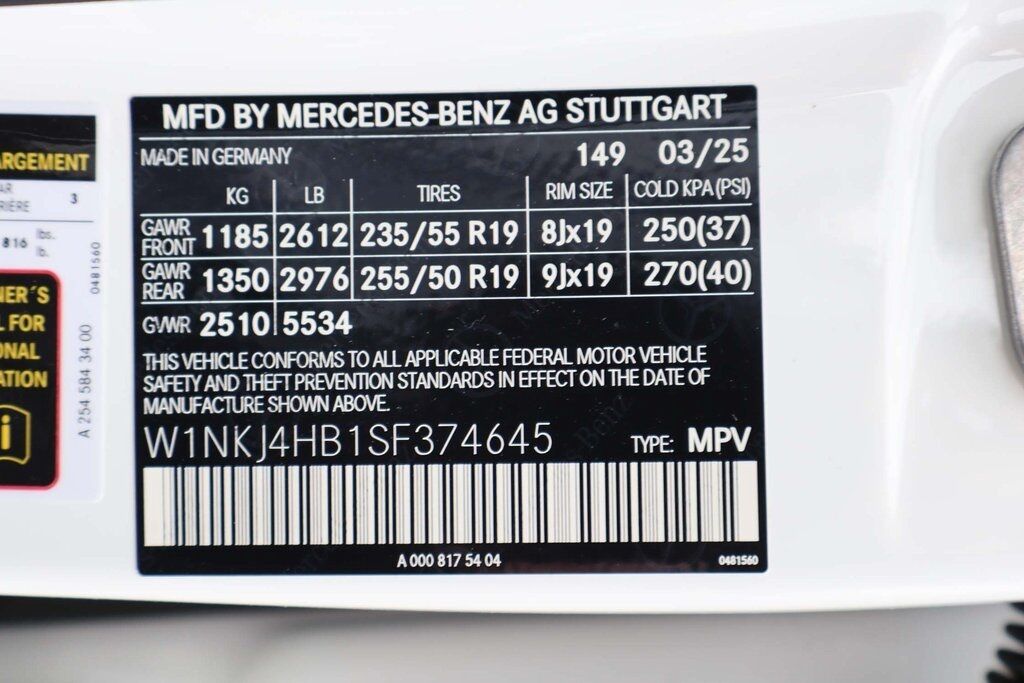 MFD BY MERCEDES-BENZ AG STUTTGART
MADE IN GERMANY 149 03/25
KG LB TIRES RIM SIZE COLD KPA (PSI)
GAWR FRONT 1185 2612 235/55 R19 8Jx19 250(37)
GAWR REAR 1350 2976 255/50 R19 9Jx19 270(40)
GVWR 2510 5534
THIS VEHICLE CONFORMS TO ALL APPLICABLE FEDERAL MOTOR VEHICLE
SAFETY AND THEFT PREVENTION STANDARDS IN EFFECT ON THE DATE OF
MANUFACTURE SHOWN ABOVE.
W1NKJ4HB1SF374645 TYPE: MPV
A 000 817 54 04 0481560
ARGEMENT
AR
RIÈRE 3
816 lbs.
lb.
NER´S
L FOR
ONAL
ATION
i
0481560
A 254 584 34 00